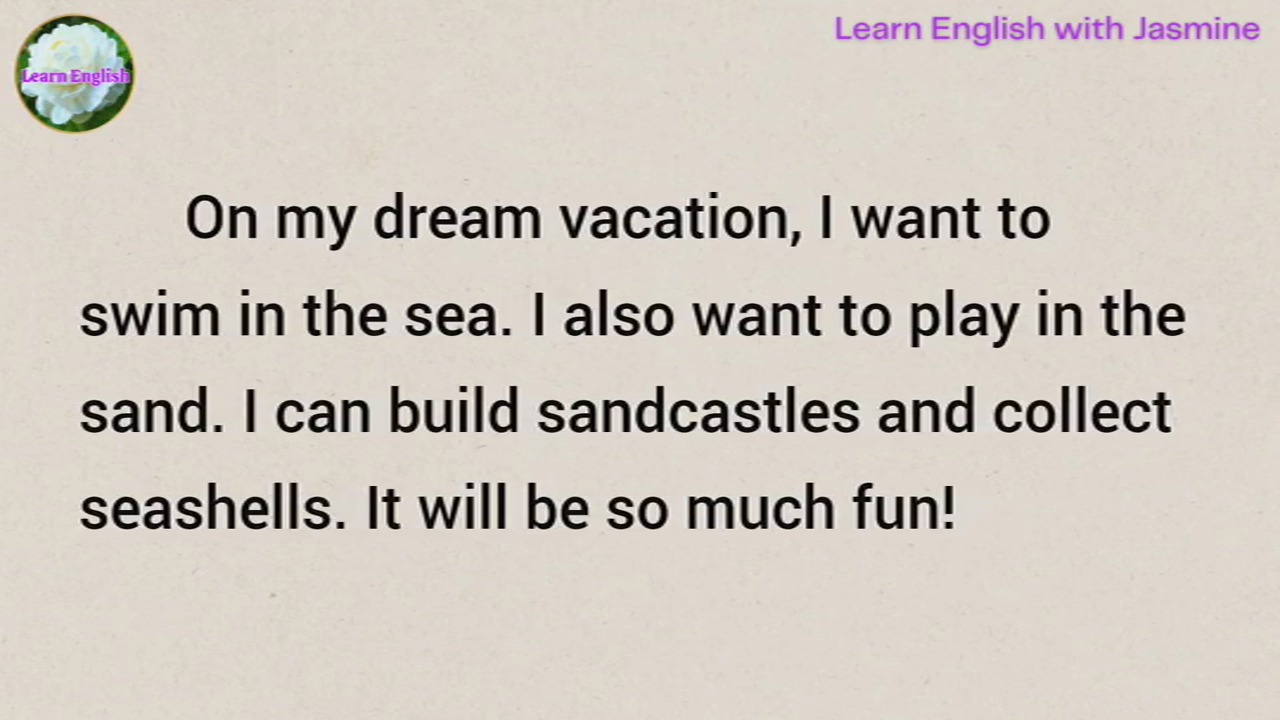 Learn English
Learn English with Jasmine
On my dream vacation, I want to
swim in the sea. I also want to play in the
sand. I can build sandcastles and collect
seashells. It will be so much fun!